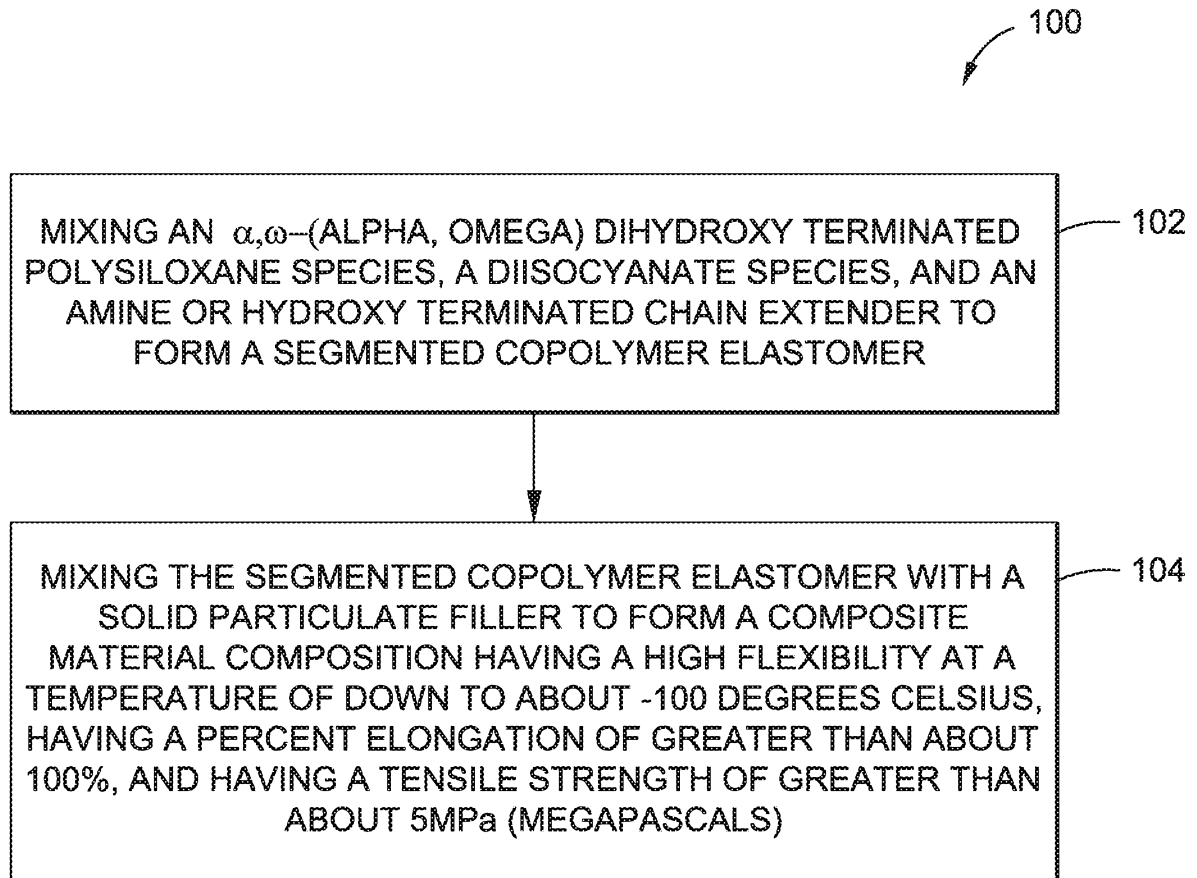 100
MIXING AN α,ω–(ALPHA, OMEGA) DIHYDROXY TERMINATED
POLYSILOXANE SPECIES, A DIISOCYANATE SPECIES, AND AN
AMINE OR HYDROXY TERMINATED CHAIN EXTENDER TO
FORM A SEGMENTED COPOLYMER ELASTOMER
102
MIXING THE SEGMENTED COPOLYMER ELASTOMER WITH A
SOLID PARTICULATE FILLER TO FORM A COMPOSITE
MATERIAL COMPOSITION HAVING A HIGH FLEXIBILITY AT A
TEMPERATURE OF DOWN TO ABOUT -100 DEGREES CELSIUS,
HAVING A PERCENT ELONGATION OF GREATER THAN ABOUT
100%, AND HAVING A TENSILE STRENGTH OF GREATER THAN
ABOUT 5MPa (MEGAPASCALS)
104